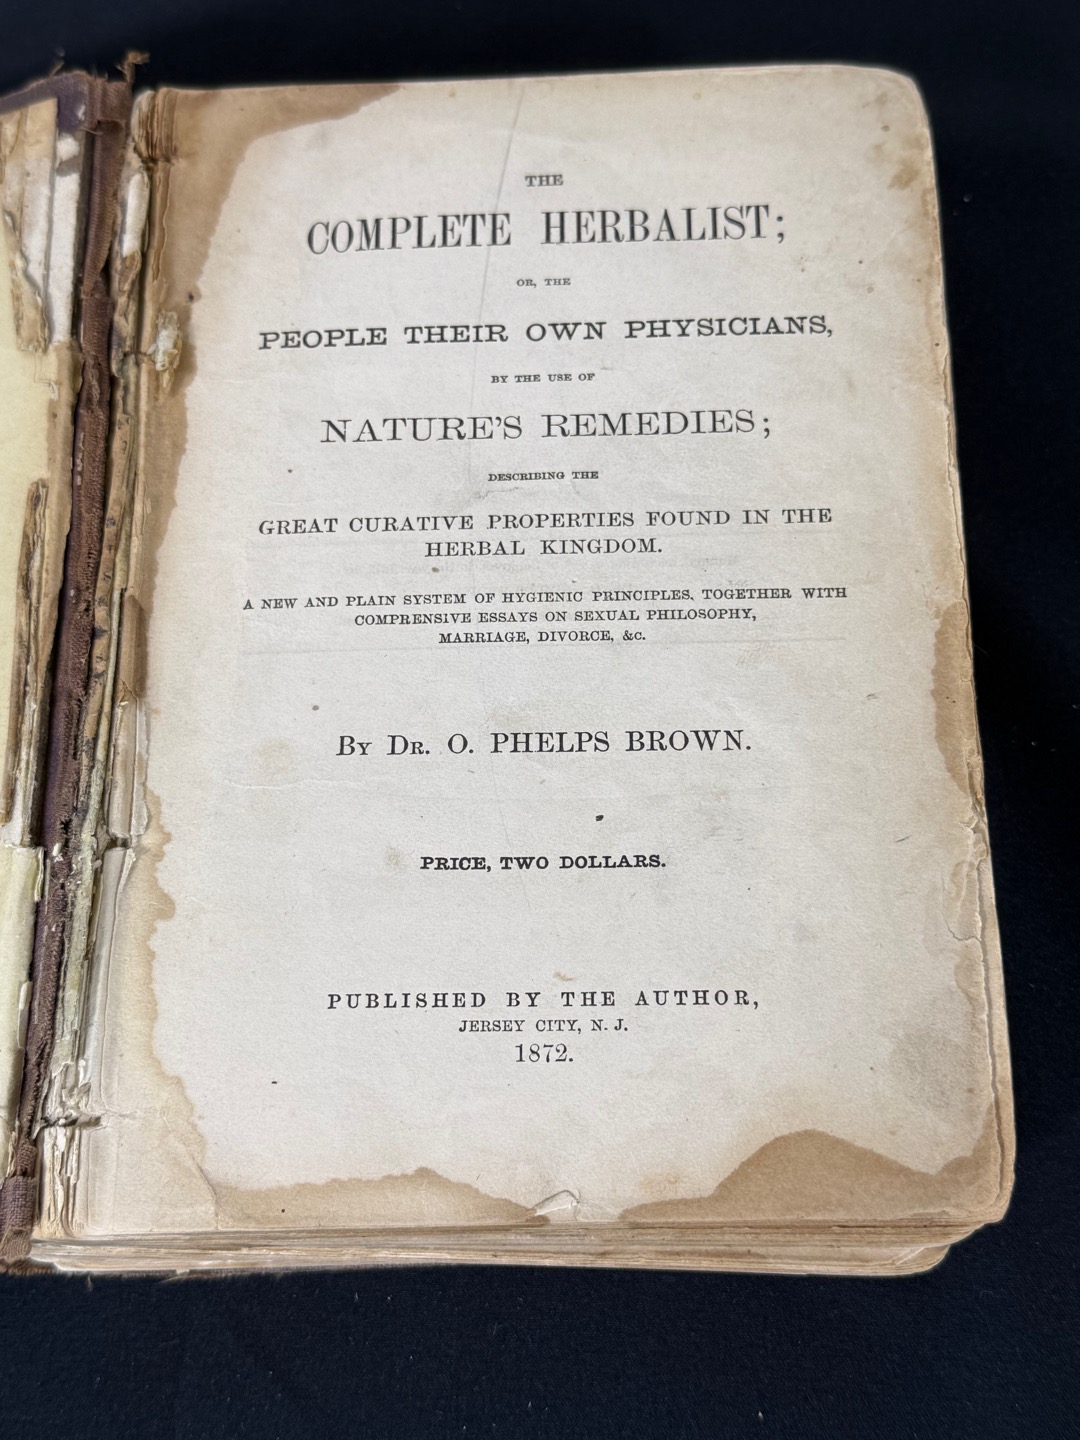 THE
COMPLETE HERBALIST;
OR, THE
PEOPLE THEIR OWN PHYSICIANS,
BY THE USE OF
NATURE'S REMEDIES;
DESCRIBING THE
GREAT CURATIVE PROPERTIES FOUND IN THE
HERBAL KINGDOM.
A NEW AND PLAIN SYSTEM OF HYGIENIC PRINCIPLES, TOGETHER WITH
COMPRENSIVE ESSAYS ON SEXUAL PHILOSOPHY,
MARRIAGE, DIVORCE, &C.
BY DR. O. PHELPS BROWN.
PRICE, TWO DOLLARS.
PUBLISHED BY THE AUTHOR,
JERSEY CITY, N. J.
1872.